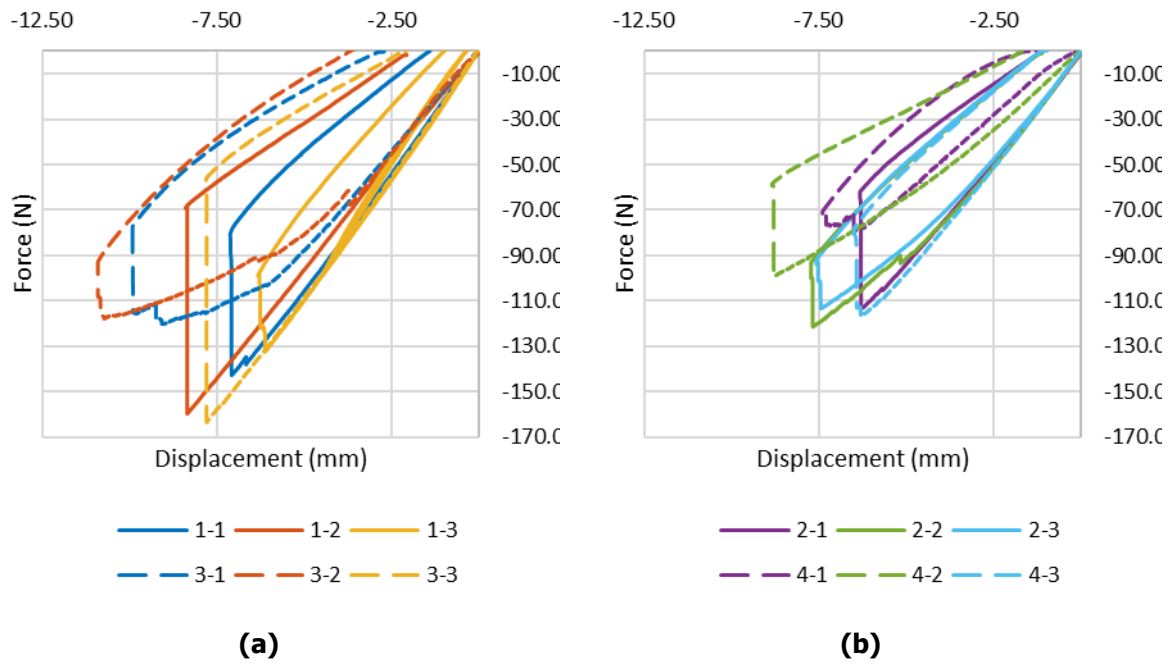 -12.50 -7.50 -2.50
-10.00
-30.00
-50.00
-70.00
-90.00
-110.0
-130.0
-150.0
-170.0
Force (N)
Displacement (mm)
1-1 1-2 1-3
3-1 3-2 3-3
(a)
-12.50 -7.50 -2.50
-10.00
-30.00
-50.00
-70.00
-90.00
-110.0
-130.0
-150.0
-170.0
Force (N)
Displacement (mm)
2-1 2-2 2-3
4-1 4-2 4-3
(b)